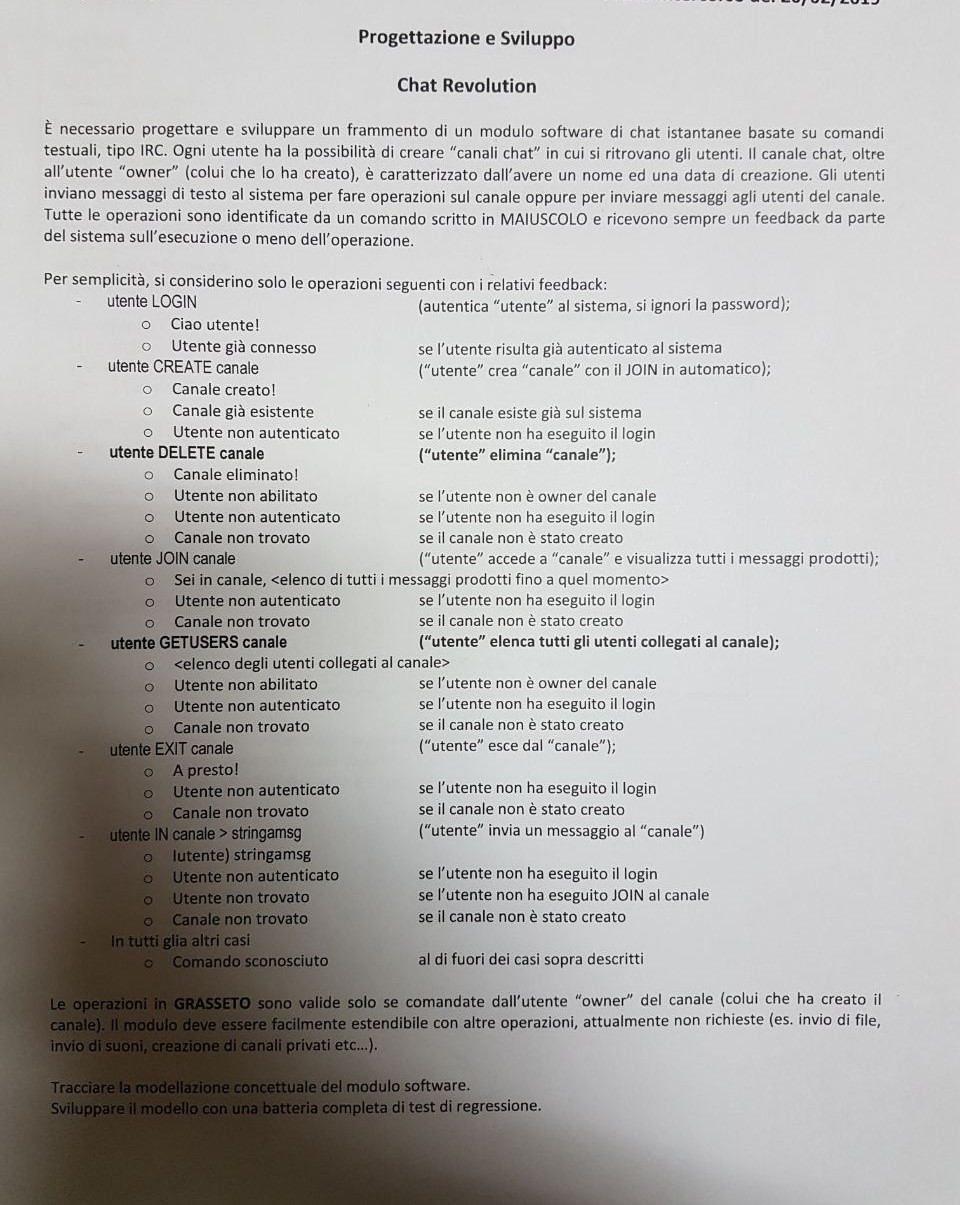 20/02/2019
Progettazione e Sviluppo
Chat Revolution
È necessario progettare e sviluppare un frammento di un modulo software di chat istantanee basate su comandi
testuali, tipo IRC. Ogni utente ha la possibilità di creare “canali chat” in cui si ritrovano gli utenti. Il canale chat, oltre
all’utente “owner” (colui che lo ha creato), è caratterizzato dall’avere un nome ed una data di creazione. Gli utenti
inviano messaggi di testo al sistema per fare operazioni sul canale oppure per inviare messaggi agli utenti del canale.
Tutte le operazioni sono identificate da un comando scritto in MAIUSCOLO e ricevono sempre un feedback da parte
del sistema sull’esecuzione o meno dell’operazione.
Per semplicità, si considerino solo le operazioni seguenti con i relativi feedback:
- utente LOGIN (autentica “utente” al sistema, si ignori la password);
o Ciao utente!
o Utente già connesso se l’utente risulta già autenticato al sistema
- utente CREATE canale (“utente” crea “canale” con il JOIN in automatico);
o Canale creato!
o Canale già esistente se il canale esiste già sul sistema
o Utente non autenticato se l’utente non ha eseguito il login
- utente DELETE canale (“utente” elimina “canale”);
o Canale eliminato!
o Utente non abilitato se l’utente non è owner del canale
o Utente non autenticato se l’utente non ha eseguito il login
o Canale non trovato se il canale non è stato creato
- utente JOIN canale (“utente” accede a “canale” e visualizza tutti i messaggi prodotti);
o Sei in canale, <elenco di tutti i messaggi prodotti fino a quel momento>
o Utente non autenticato se l’utente non ha eseguito il login
o Canale non trovato se il canale non è stato creato
- utente GETUSERS canale (“utente” elenca tutti gli utenti collegati al canale);
o <elenco degli utenti collegati al canale>
o Utente non abilitato se l’utente non è owner del canale
o Utente non autenticato se l’utente non ha eseguito il login
o Canale non trovato se il canale non è stato creato
- utente EXIT canale (“utente” esce dal “canale”);
o A presto!
o Utente non autenticato se l’utente non ha eseguito il login
o Canale non trovato se il canale non è stato creato
- utente IN canale > stringamsg (“utente” invia un messaggio al “canale”)
o |utente) stringamsg
o Utente non autenticato se l’utente non ha eseguito il login
o Utente non trovato se l’utente non ha eseguito JOIN al canale
o Canale non trovato se il canale non è stato creato
- In tutti glia altri casi
o Comando sconosciuto al di fuori dei casi sopra descritti
Le operazioni in GRASSETO sono valide solo se comandate dall’utente “owner” del canale (colui che ha creato il
canale). Il modulo deve essere facilmente estendibile con altre operazioni, attualmente non richieste (es. invio di file,
invio di suoni, creazione di canali privati etc...).
Tracciare la modellazione concettuale del modulo software.
Sviluppare il modello con una batteria completa di test di regressione.